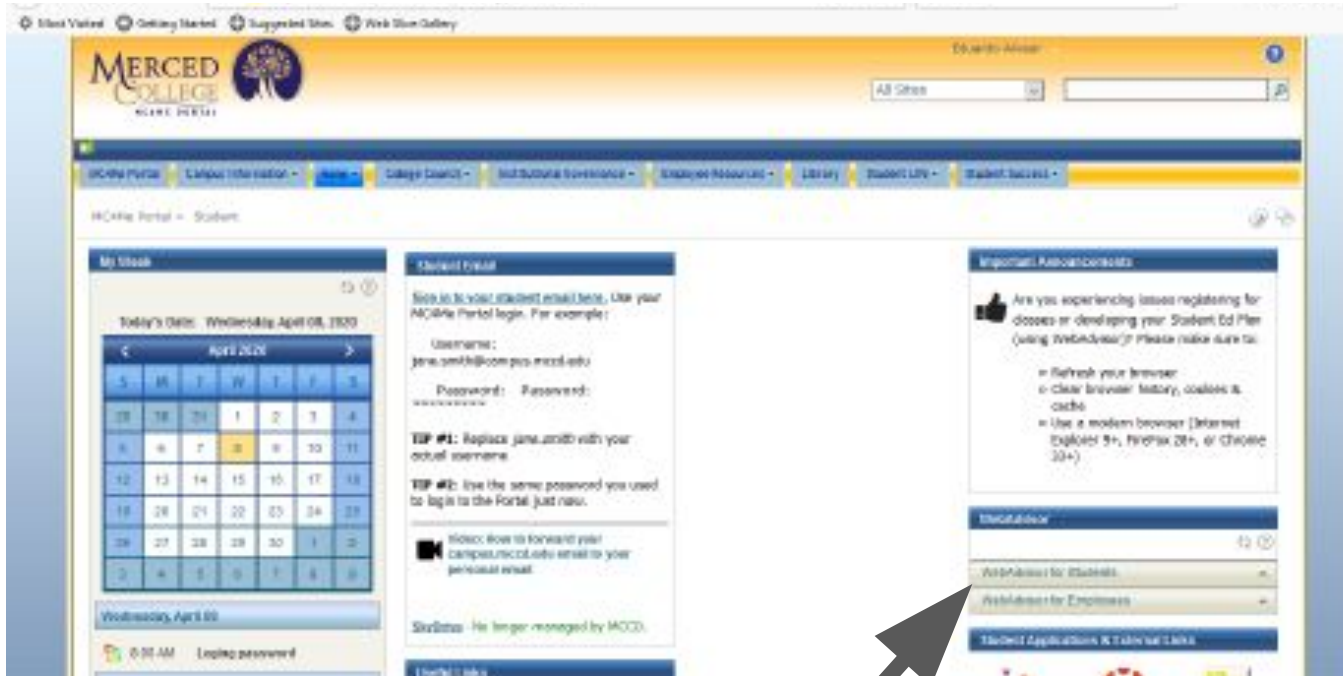 Most Visited Getting Started Suggested Sites Web Slice Gallery
MERCED
COLLEGE
MC4ME PORTAL
All Sites
MC4Me Portal Campus Information Home College Council Institutional Governance Employee Resources Library Student Life Student Success
MC4Me Portal Student
My Week
Today's Date: Wednesday, April 08, 2020
April 2020
S M T W T F S
29 30 31 1 2 3 4
5 6 7 8 9 10 11
12 13 14 15 16 17 18
19 20 21 22 23 24 25
26 27 28 29 30 1 2
3 4 5 6 7 8 9
Wednesday, April 08
8:00 AM
Student Email
Sign in to your student email here. Use your
MC4Me Portal login. For example:
Username:
jane.smith@campus.mccd.edu
Password: Password:
**********
TIP #1: Replace jane.smith with your
actual username
TIP #2: Use the same password you used
to login to the Portal just now.
Video: How to forward your
campus.mccd.edu email to your
personal email
No longer managed by MCCD.
Useful Links
Important Announcements
Are you experiencing issues registering for
classes or developing your Student Ed Plan
(using WebAdvisor)? Please make sure to:
Refresh your browser
Clear browser history, cookies &
cache
Use a modern browser (Internet
Explorer 9+, FireFox 28+, or Chrome
33+)
WebAdvisor
WebAdvisor for Students
WebAdvisor for Employees
Student Applications & External Links